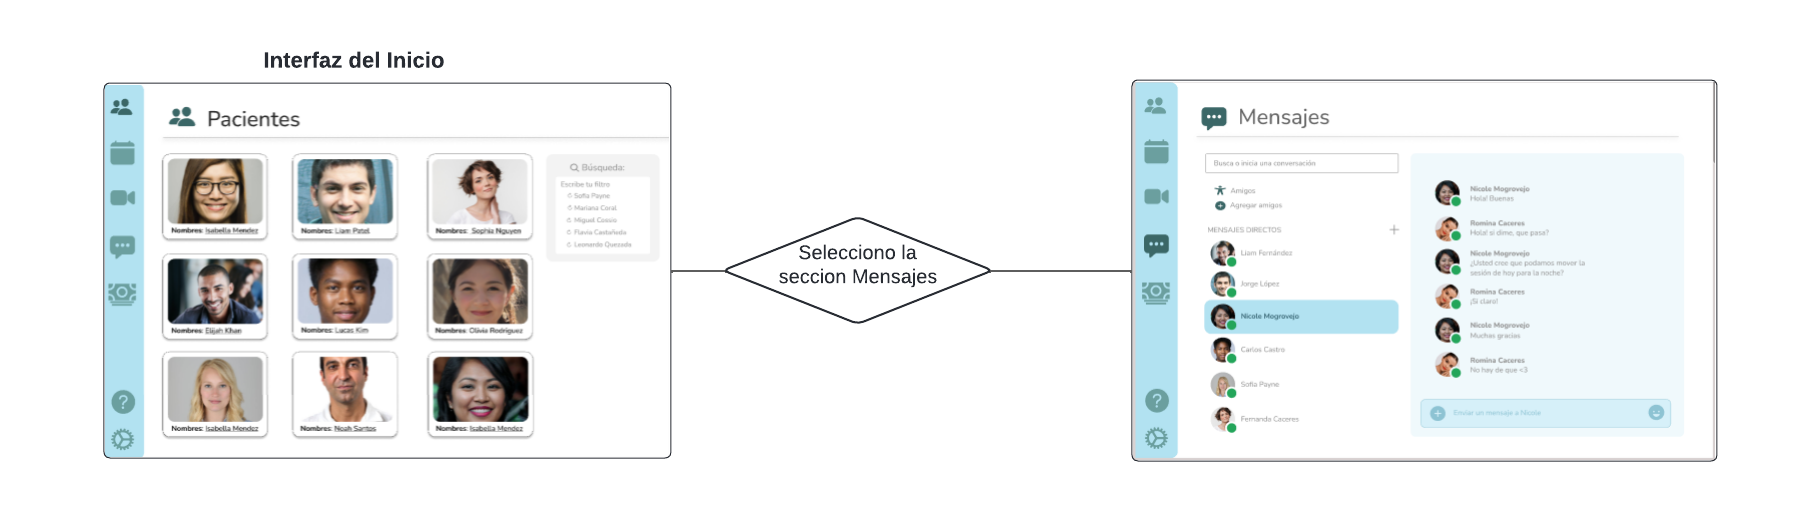 Interfaz del Inicio
Pacientes
Nombres: Isabella Mendez
Nombres: Liam Patel
Nombres: Sophia Nguyen
Búsqueda:
Escribe tu filtro
Sofia Payne
Mariana Coral
Miguel Cossio
Flavia Castañeda
Leonardo Quezada
Nombres: Elijah Khan
Nombres: Lucas Kim
Nombres: Olivia Rodriguez
Nombres: Isabella Mendez
Nombres: Noah Santos
Nombres: Isabella Mendez
Selecciono la
seccion Mensajes
Mensajes
Busca o inicia una conversación
Amigos
Agregar amigos
MENSAJES DIRECTOS
Liam Fernández
Jorge López
Nicole Mogrovejo
Carlos Castro
Sofía Payne
Fernanda Caceres
Nicole Mogrovejo
Hola! Buenas
Romina Caceres
Hola! si dime, que pasa?
Nicole Mogrovejo
¿Usted cree que podamos mover la
sesión de hoy para la noche?
Romina Caceres
¡Si claro!
Nicole Mogrovejo
Muchas gracias
Romina Caceres
No hay de que <3
Enviar un mensaje a Nicole